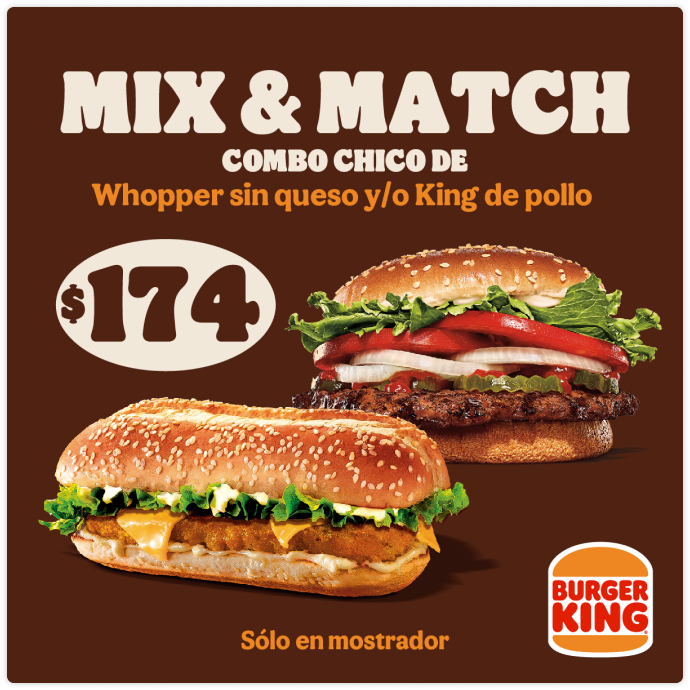 MIX & MATCH
COMBO CHICO DE
Whopper sin queso y/o King de pollo
$174
BURGER
KING
Sólo en mostrador